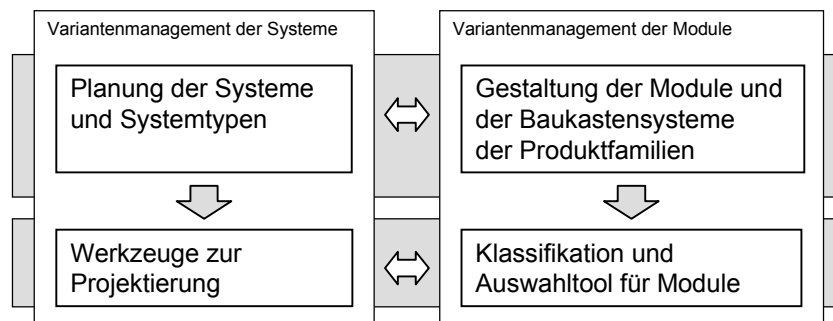 Variantenmanagement der Systeme
Planung der Systeme
und Systemtypen
Werkzeuge zur
Projektierung
Variantenmanagement der Module
Gestaltung der Module und
der Baukastensysteme
der Produktfamilien
Klassifikation und
Auswahltool für Module